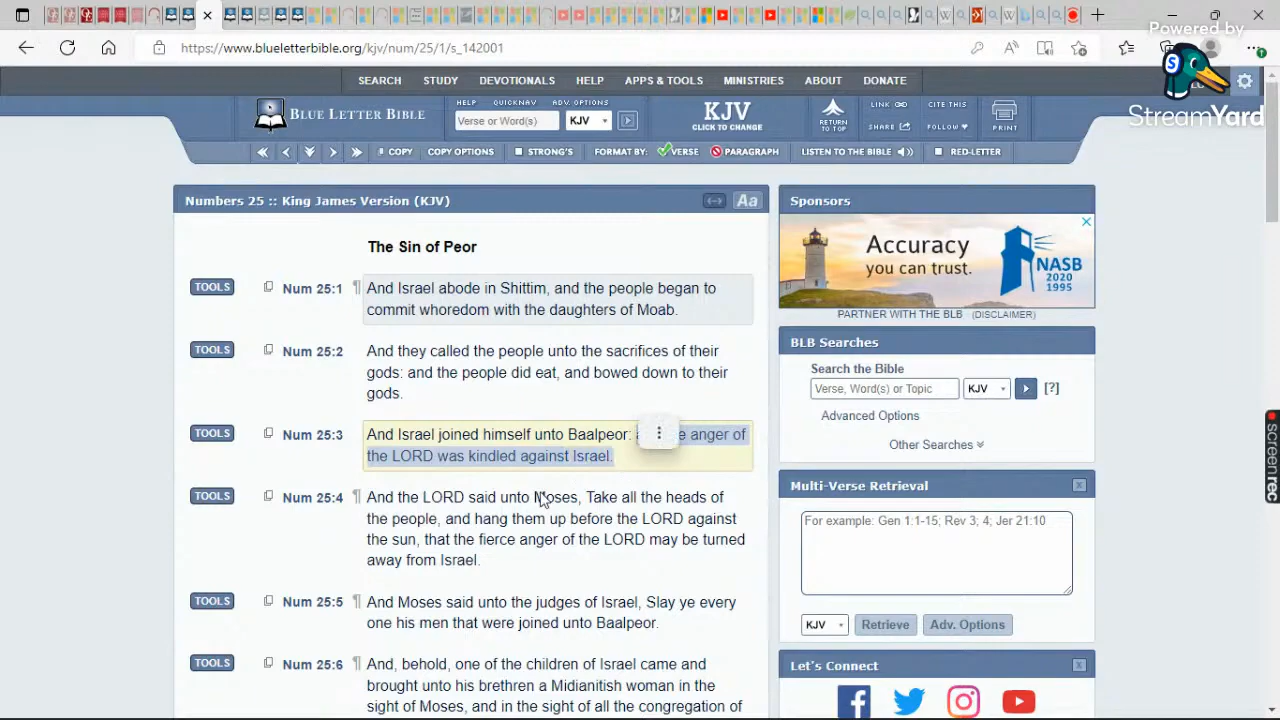 Powered by
StreamYard
https://www.blueletterbible.org/kjv/num/25/1/s_142001
SEARCH STUDY DEVOTIONALS HELP APPS & TOOLS MINISTRIES ABOUT DONATE
BLUE LETTER BIBLE
HELP QUICKNAV ADV. OPTIONS
Verse or Word(s) KJV
KJV
CLICK TO CHANGE
RETURN
TO TOP
LINK CITE THIS
SHARE FOLLOW PRINT
COPY COPY OPTIONS STRONG'S FORMAT BY: VERSE PARAGRAPH LISTEN TO THE BIBLE RED-LETTER
Numbers 25 :: King James Version (KJV) Aa
The Sin of Peor
TOOLS Num 25:1 ¶ And Israel abode in Shittim, and the people began to
commit whoredom with the daughters of Moab.
TOOLS Num 25:2 And they called the people unto the sacrifices of their
gods: and the people did eat, and bowed down to their
gods.
TOOLS Num 25:3 And Israel joined himself unto Baalpeor: anger of
the LORD was kindled against Israel.
TOOLS Num 25:4 ¶ And the LORD said unto Moses, Take all the heads of
the people, and hang them up before the LORD against
the sun, that the fierce anger of the LORD may be turned
away from Israel.
TOOLS Num 25:5 ¶ And Moses said unto the judges of Israel, Slay ye every
one his men that were joined unto Baalpeor.
TOOLS Num 25:6 ¶ And, behold, one of the children of Israel came and
brought unto his brethren a Midianitish woman in the
sight of Moses, and in the sight of all the congregation of
Sponsors
Accuracy
you can trust.
NASB
2020
1995
PARTNER WITH THE BLB (DISCLAIMER)
BLB Searches
Search the Bible
Verse, Word(s) or Topic KJV [?]
Advanced Options
Other Searches
Multi-Verse Retrieval
For example: Gen 1:1-15; Rev 3; 4; Jer 21:10
KJV Retrieve Adv. Options
Let's Connect
screenrec